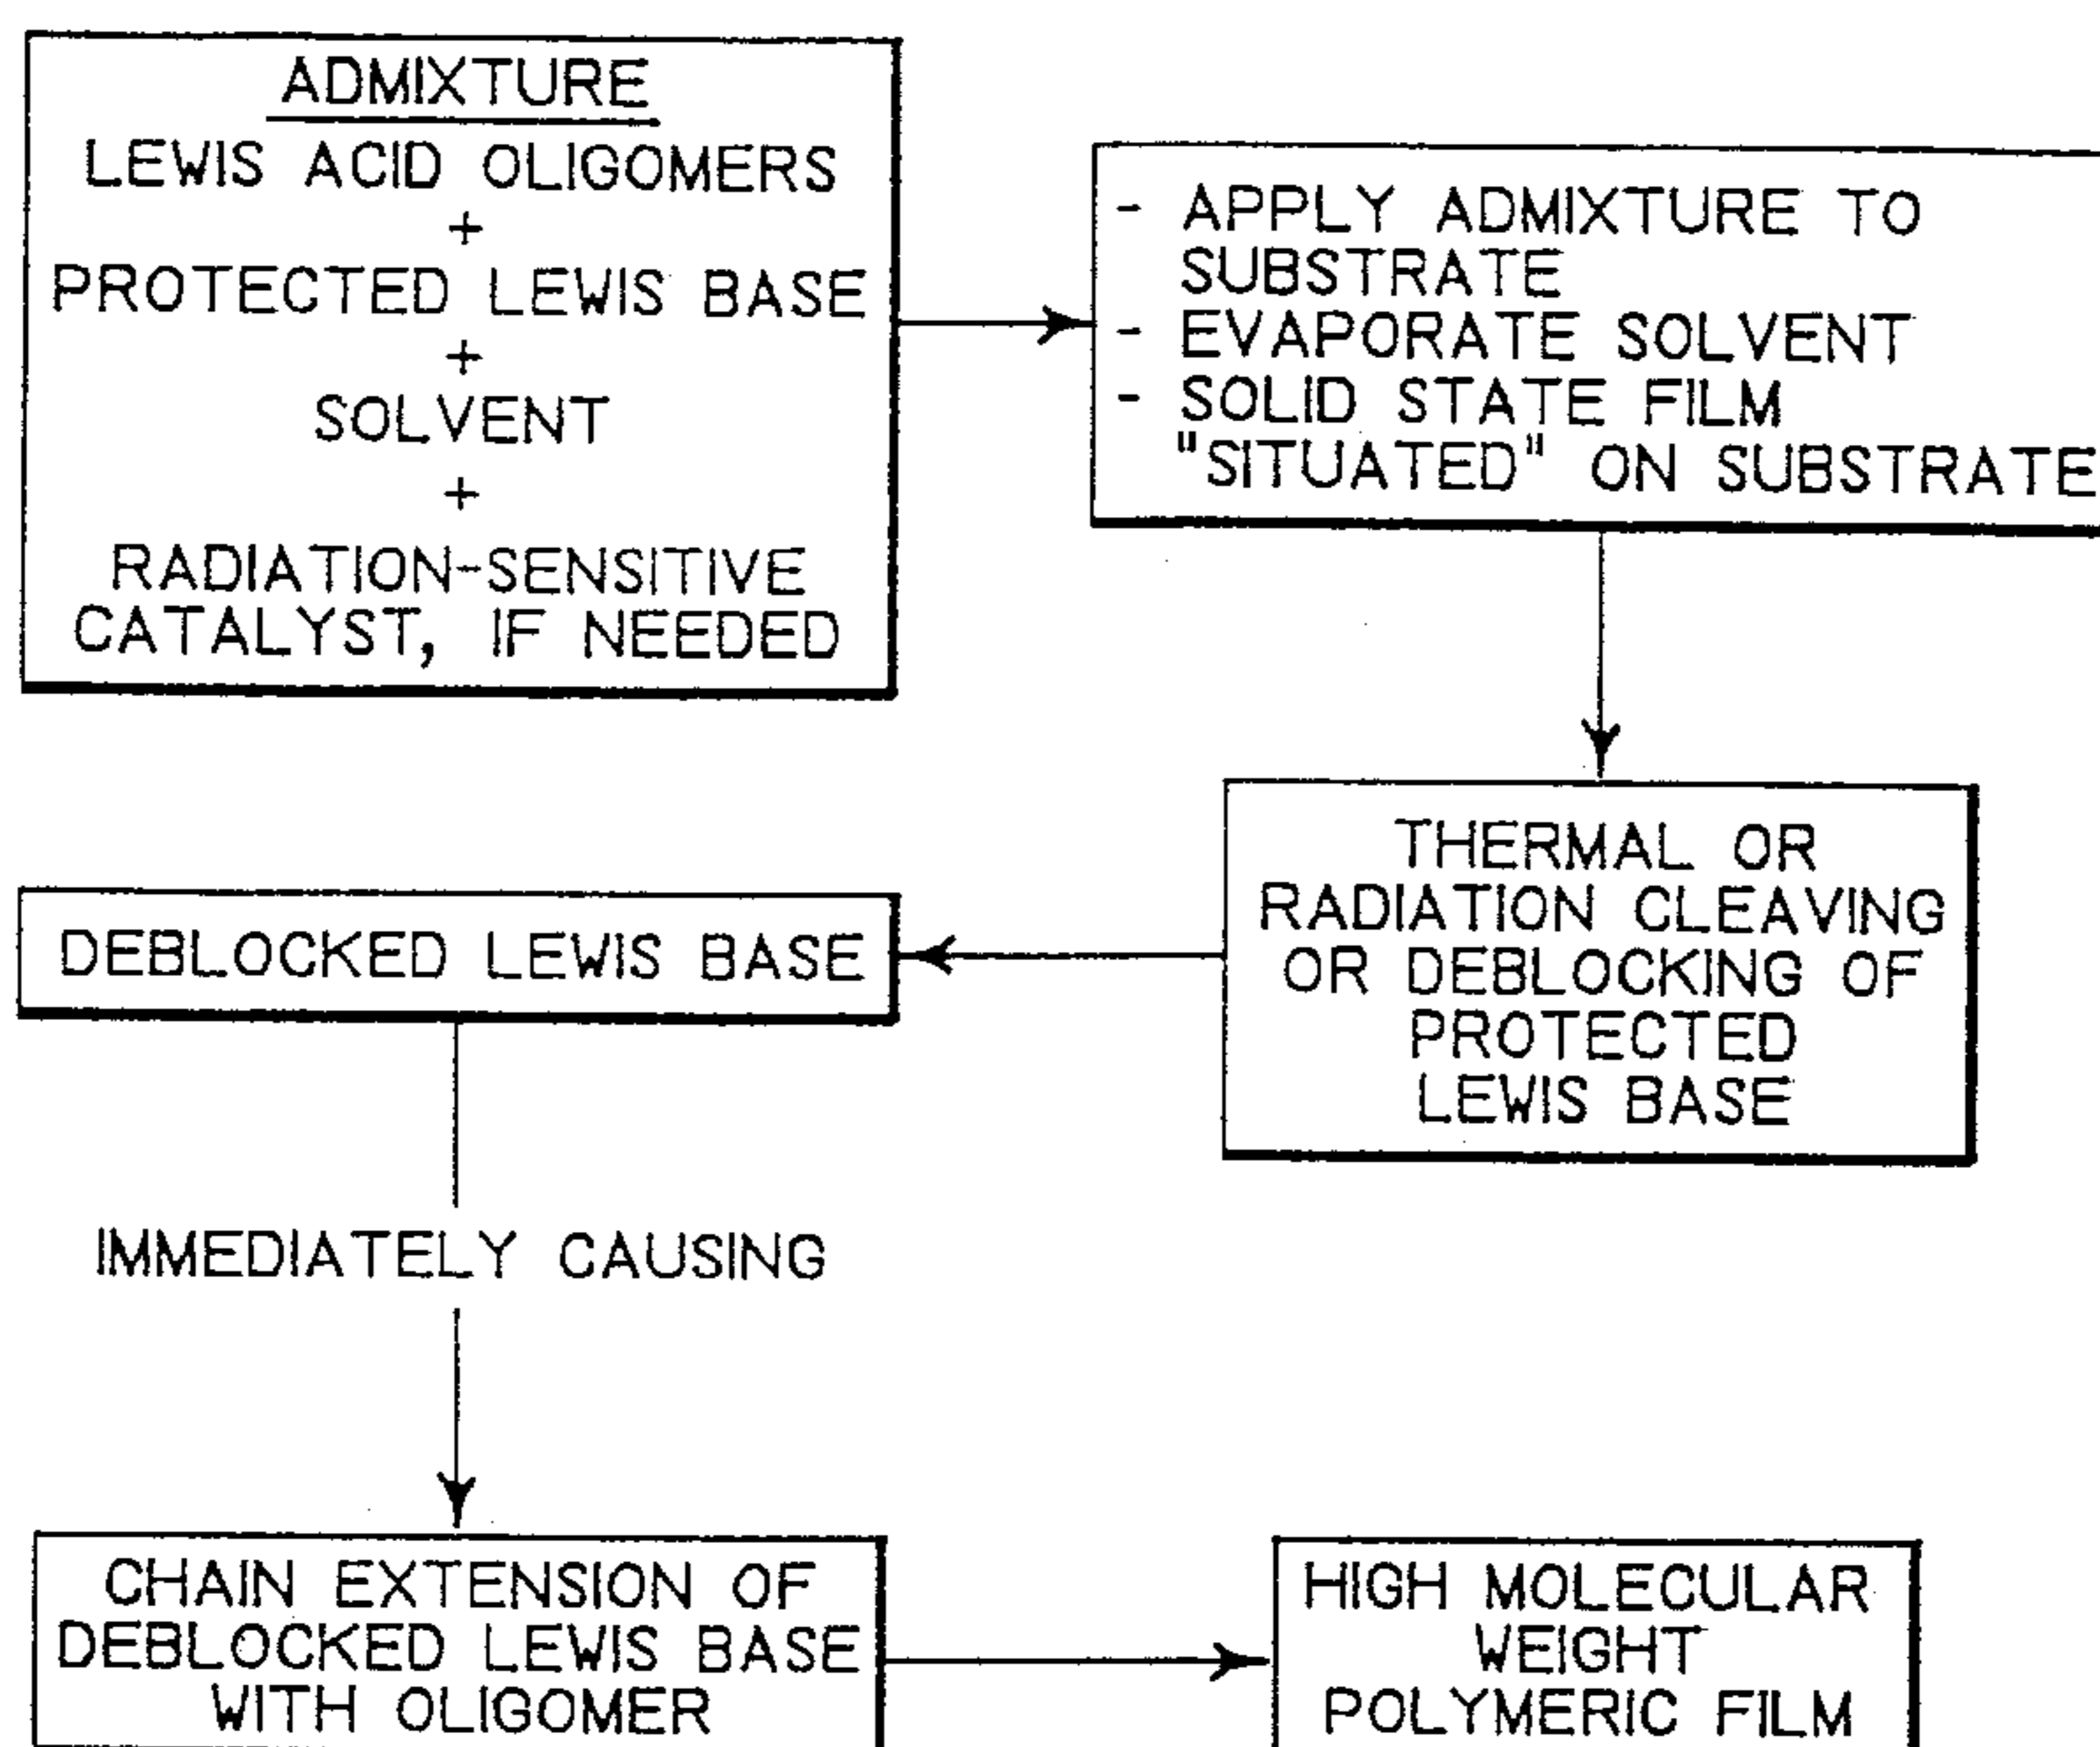 ADMIXTURE
LEWIS ACID OLIGOMERS
+
PROTECTED LEWIS BASE
+
SOLVENT
+
RADIATION-SENSITIVE
CATALYST, IF NEEDED
- APPLY ADMIXTURE TO
SUBSTRATE
- EVAPORATE SOLVENT
- SOLID STATE FILM
"SITUATED" ON SUBSTRATE
THERMAL OR
RADIATION CLEAVING
OR DEBLOCKING OF
PROTECTED
LEWIS BASE
DEBLOCKED LEWIS BASE
IMMEDIATELY CAUSING
CHAIN EXTENSION OF
DEBLOCKED LEWIS BASE
WITH OLIGOMER
HIGH MOLECULAR
WEIGHT
POLYMERIC FILM